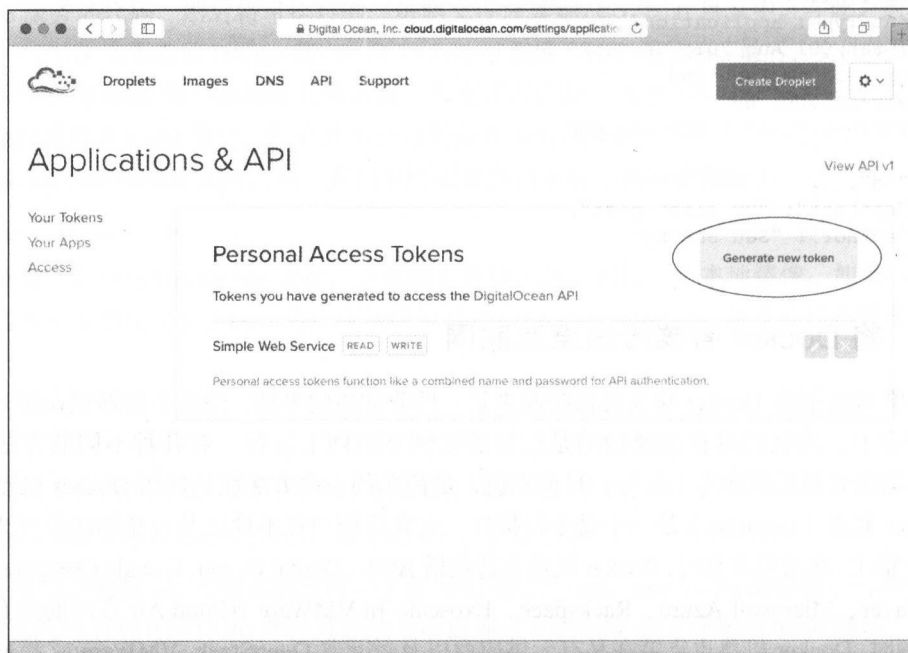 Digital Ocean, Inc. cloud.digitalocean.com/settings/applicatio
Droplets Images DNS API Support
Create Droplet
Applications & API
View API v1
Your Tokens
Your Apps
Access
Personal Access Tokens
Generate new token
Tokens you have generated to access the DigitalOcean API
Simple Web Service READ WRITE
Personal access tokens function like a combined name and password for API authentication.